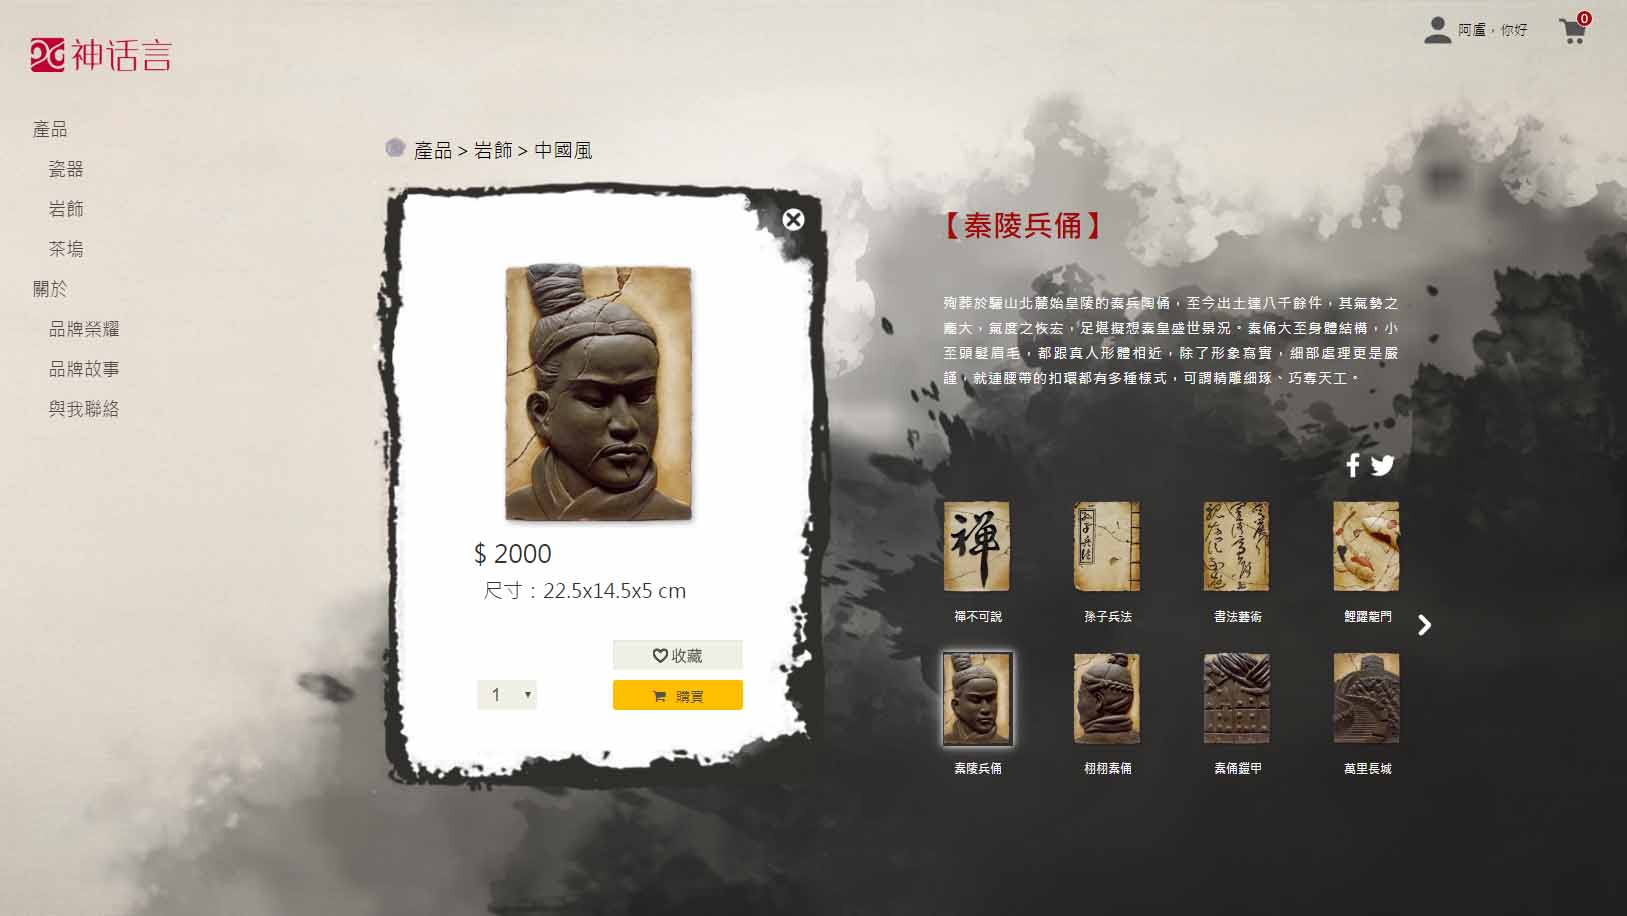 神话言
阿盧，你好
0
產品
瓷器
岩飾
茶塢
關於
品牌榮耀
品牌故事
與我聯絡
產品 > 岩飾 > 中國風
$ 2000
尺寸：22.5x14.5x5 cm
收藏
1
購買
【秦陵兵俑】
殉葬於驪山北麓始皇陵的秦兵陶俑，至今出土達八千餘件，其氣勢之
龐大，氣度之恢宏，足堪擬想秦皇盛世景況。秦俑大至身體結構，小
至頭髮眉毛，都跟真人形體相近，除了形象寫實，細部處理更是嚴
謹，就連腰帶的扣環都有多種樣式，可謂精雕細琢、巧奪天工。
禪
孫子兵法
禪不可說
孫子兵法
書法藝術
鯉躍龍門
秦陵兵俑
栩栩秦俑
秦俑鎧甲
萬里長城